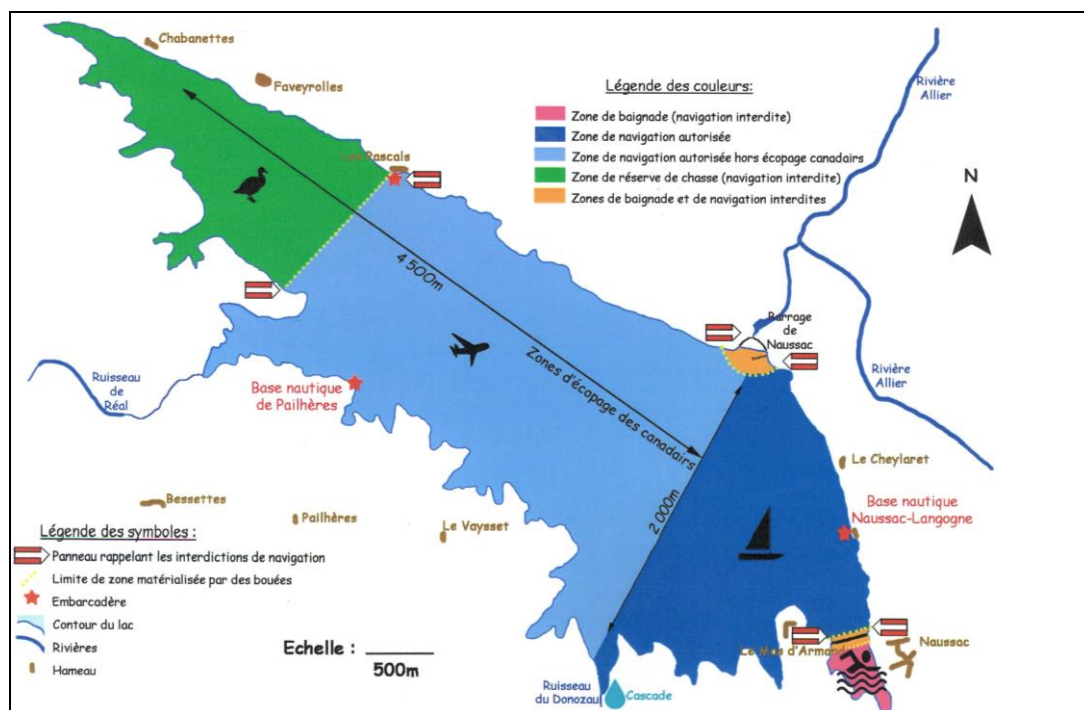 Chabanettes
Faveyrolles
Les Pascals
Légende des couleurs:
Zone de baignade (navigation interdite)
Zone de navigation autorisée
Zone de navigation autorisée hors écopage canadairs
Zone de réserve de chasse (navigation interdite)
Zones de baignade et de navigation interdites
Rivière
Allier
N
4 500m
Zones d'écopage des canadairs
2 000m
Barrage
de
Naussac
Rivière
Allier
Ruisseau
de
Réal
Base nautique
de Pailhères
Le Cheylaret
Base nautique
Naussac-Langogne
Bessettes
Pailhères
Le Vaysset
Légende des symboles :
Panneau rappelant les interdictions de navigation
Limite de zone matérialisée par des bouées
Embarcadère
Contour du lac
Rivières
Hameau
Echelle :
500m
Le Mas d'Armand
Naussac
Ruisseau
du Donozau
Cascade